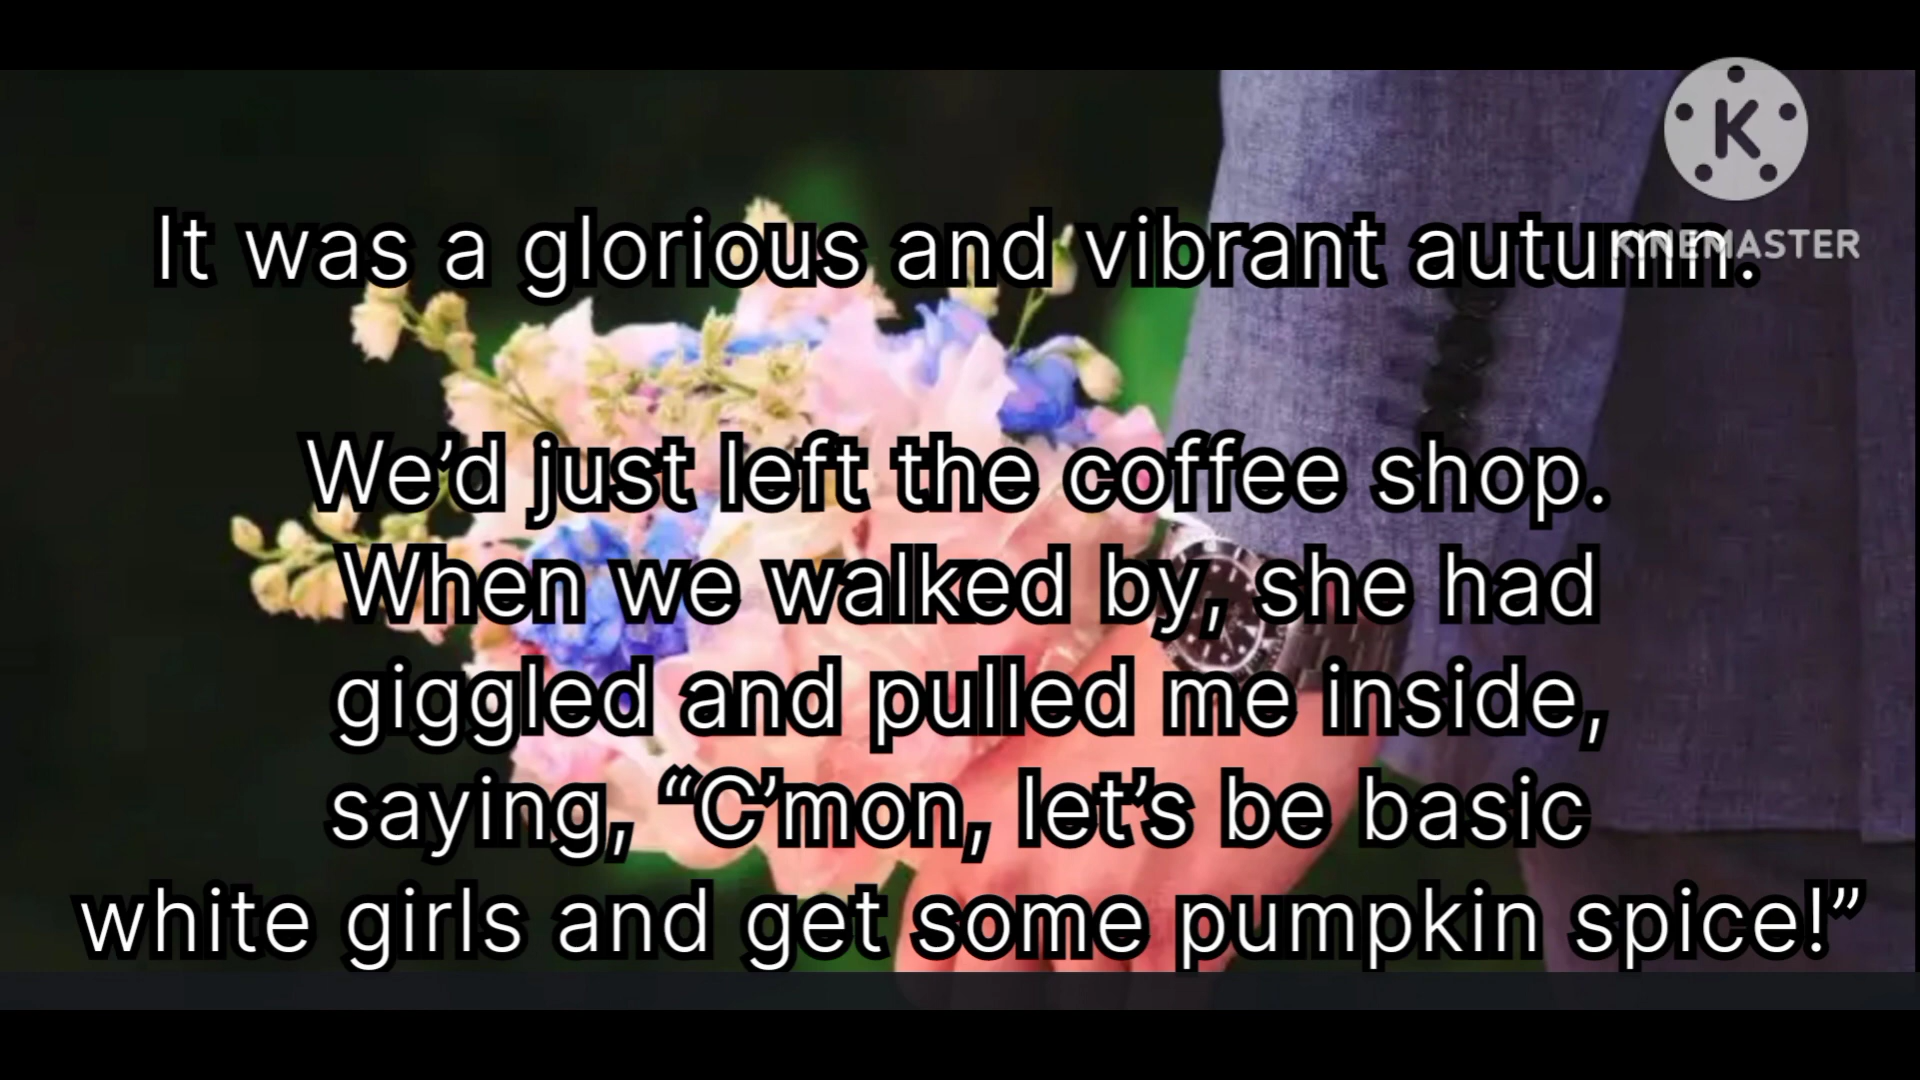 K
KINEMASTER
It was a glorious and vibrant autumn.
We’d just left the coffee shop.
When we walked by, she had
giggled and pulled me inside,
saying, “C’mon, let’s be basic
white girls and get some pumpkin spice!”